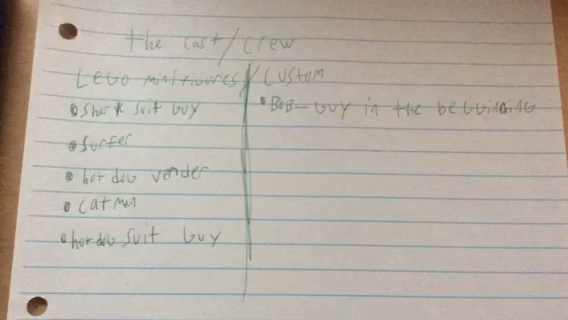 the cast/crew
LEGO minifigures/custom
shark suit guy
Bob-guy in the beguining
surfer
hot dog vender
cat man
hot dog suit guy